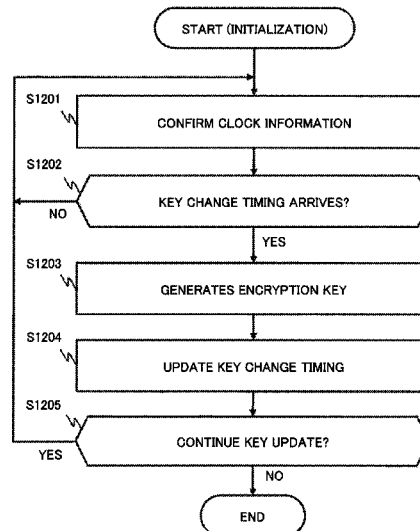 START (INITIALIZATION)
S1201
CONFIRM CLOCK INFORMATION
S1202
KEY CHANGE TIMING ARRIVES?
NO
YES
S1203
GENERATES ENCRYPTION KEY
S1204
UPDATE KEY CHANGE TIMING
S1205
CONTINUE KEY UPDATE?
YES
NO
END